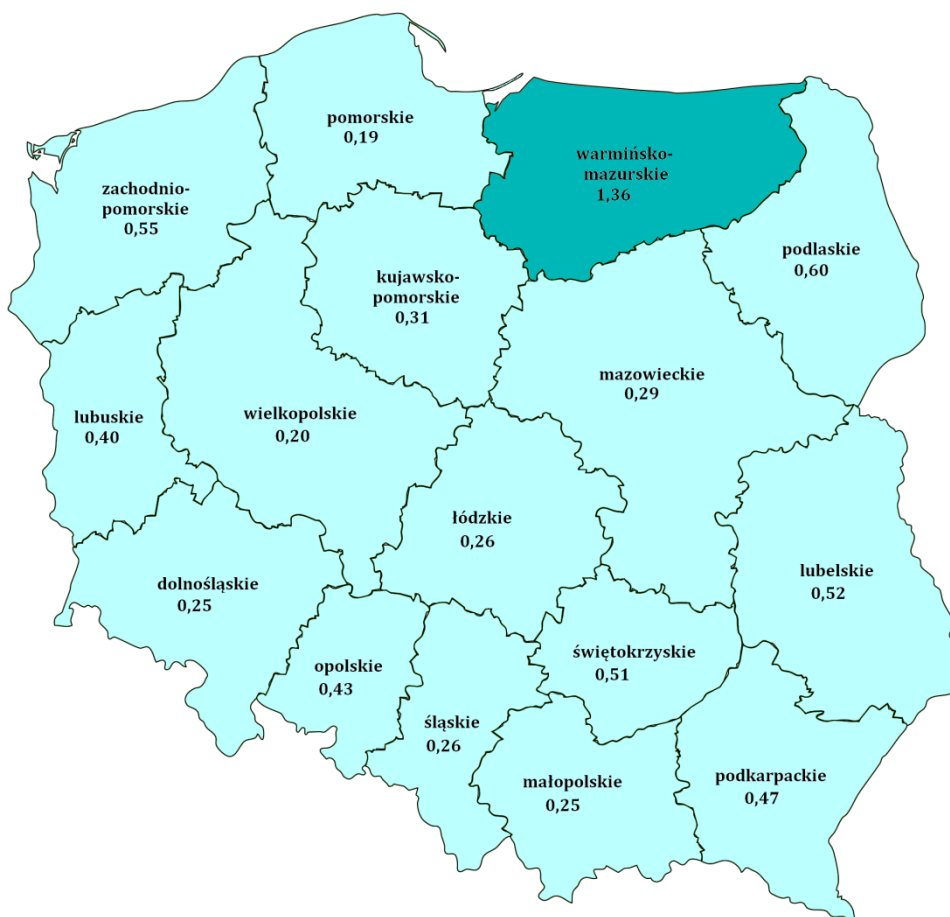 pomorskie
0,19
warmińsko-
mazurskie
1,36
zachodnio-
pomorskie
0,55
podlaskie
0,60
kujawsko-
pomorskie
0,31
mazowieckie
0,29
lubuskie
0,40
wielkopolskie
0,20
łódzkie
0,26
lubelskie
0,52
dolnośląskie
0,25
świętokrzyskie
0,51
opolskie
0,43
śląskie
0,26
małopolskie
0,25
podkarpackie
0,47